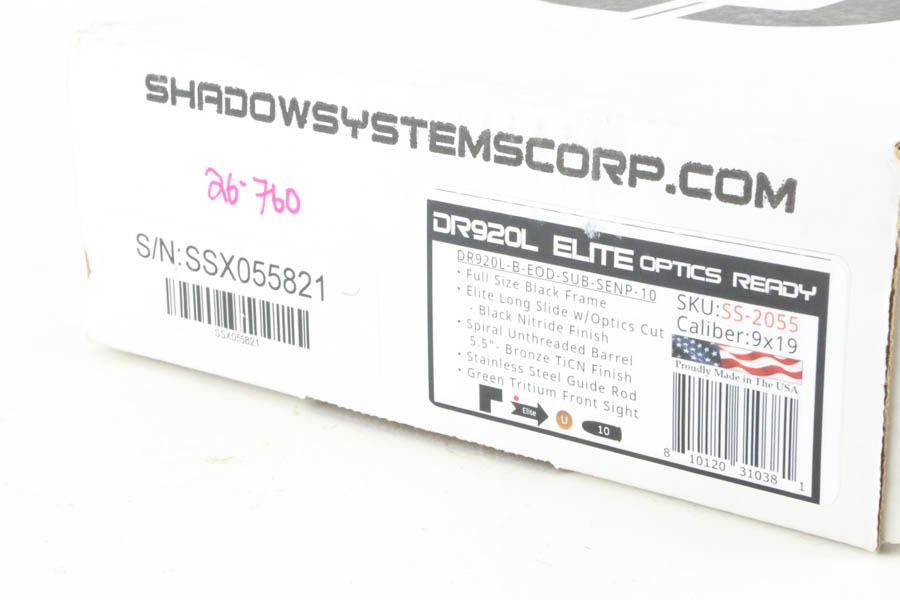 SHADOWSYSTEMSCORP.COM
26-760
S/N:SSX055821
SSX055821
DR920L ELITE OPTICS READY
DR920L-B-EOD-SUB-SENP-10
• Full Size Black Frame
• Elite Long Slide w/Optics Cut
- Black Nitride Finish
• Spiral Unthreaded Barrel
5.5"- Bronze TiCN Finish
• Stainless Steel Guide Rod
• Green Tritium Front Sight
Elite
U
10
SKU:SS-2055
Caliber:9x19
Proudly Made in The USA
8 10120 31038 1